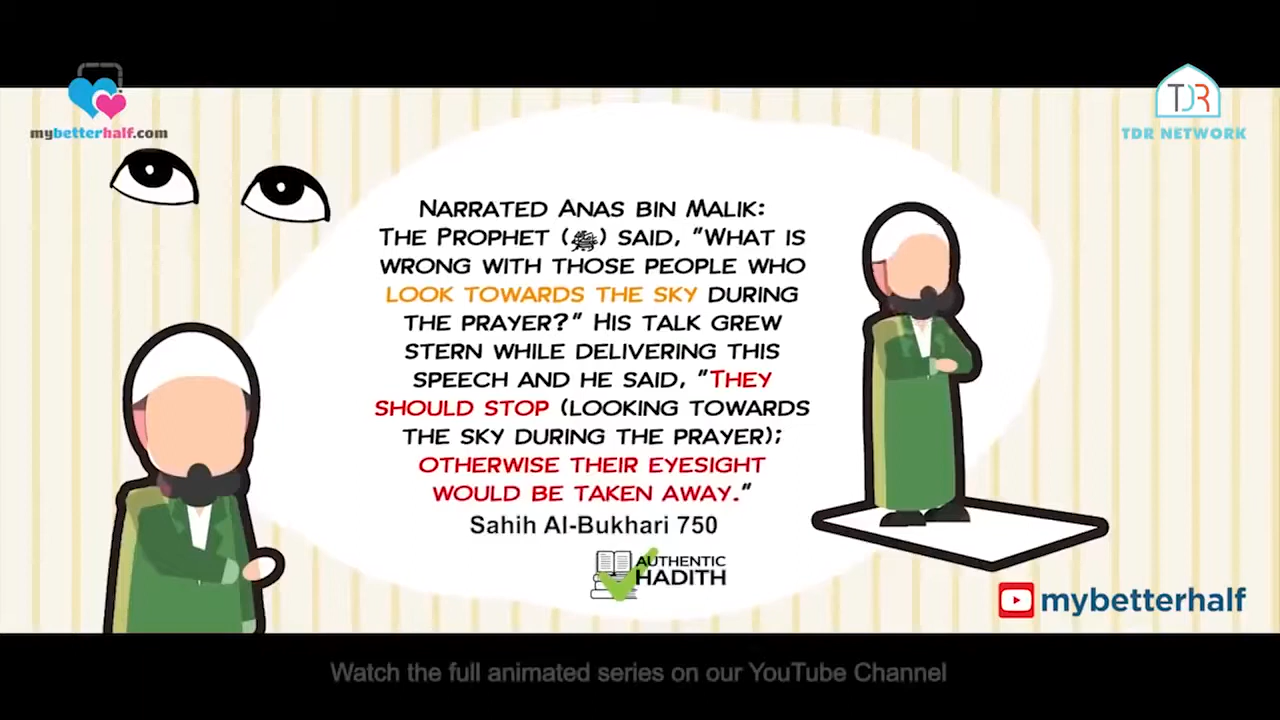 mybetterhalf.com
TDR
TDR NETWORK
NARRATED ANAS BIN MALIK:
THE PROPHET (ﷺ) SAID, "WHAT IS
WRONG WITH THOSE PEOPLE WHO
LOOK TOWARDS THE SKY DURING
THE PRAYER?" HIS TALK GREW
STERN WHILE DELIVERING THIS
SPEECH AND HE SAID, "THEY
SHOULD STOP (LOOKING TOWARDS
THE SKY DURING THE PRAYER);
OTHERWISE THEIR EYESIGHT
WOULD BE TAKEN AWAY."
Sahih Al-Bukhari 750
AUTHENTIC
HADITH
mybetterhalf
Watch the full animated series on our YouTube Channel